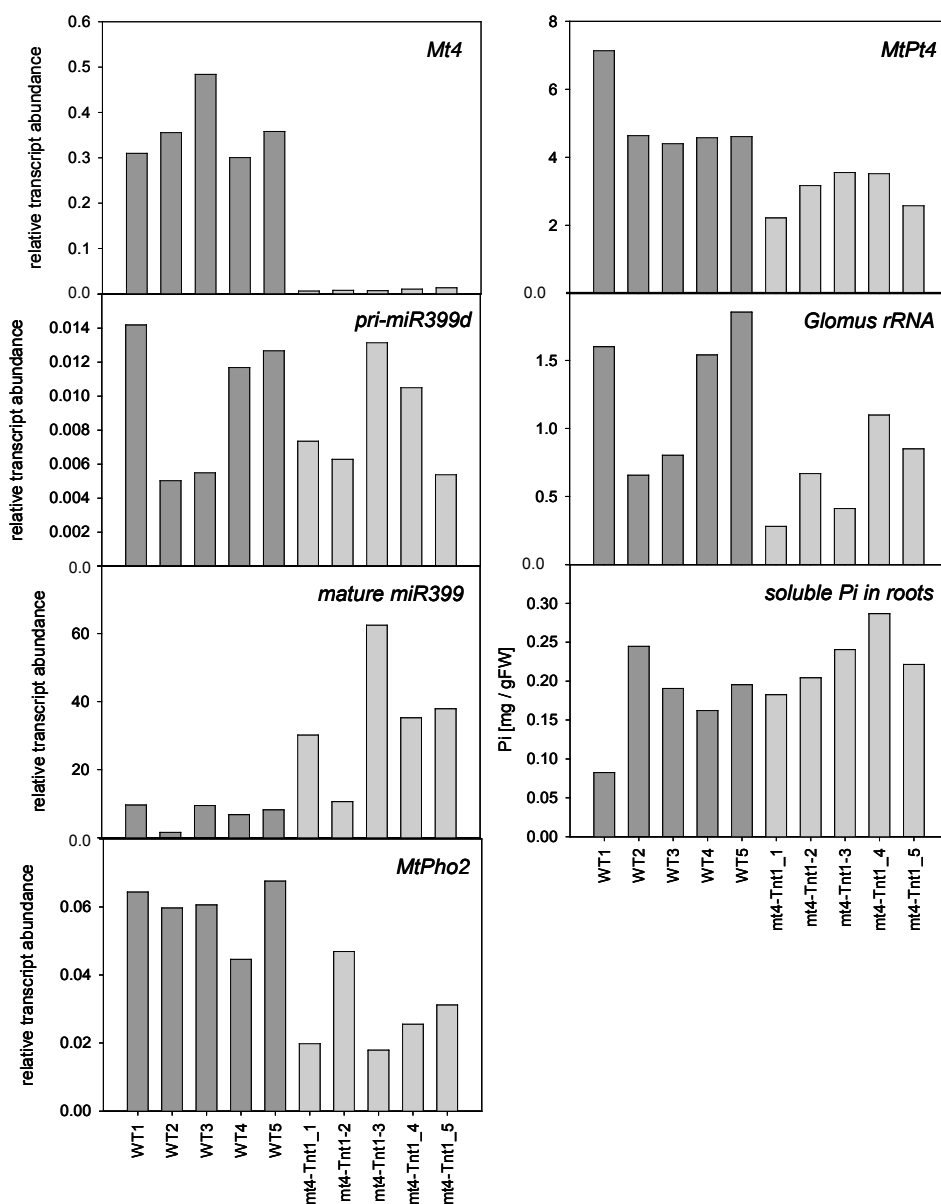 Mt4
relative transcript abundance
0.6
0.5
0.4
0.3
0.2
0.1
0.0
pri-miR399d
relative transcript abundance
0.014
0.012
0.010
0.008
0.006
0.004
0.002
0.0
mature miR399
relative transcript abundance
60
40
20
0.0
MtPho2
relative transcript abundance
0.06
0.04
0.02
0.00
WT1
WT2
WT3
WT4
WT5
mt4-Tnt1_1
mt4-Tnt1-2
mt4-Tnt1-3
mt4-Tnt1_4
mt4-Tnt1_5
MtPt4
8
6
4
2
0.0
Glomus rRNA
1.5
1.0
0.5
0.0
soluble Pi in roots
Pi [mg / gFW]
0.30
0.25
0.20
0.15
0.10
0.05
0.00
WT1
WT2
WT3
WT4
WT5
mt4-Tnt1_1
mt4-Tnt1-2
mt4-Tnt1-3
mt4-Tnt1_4
mt4-Tnt1_5